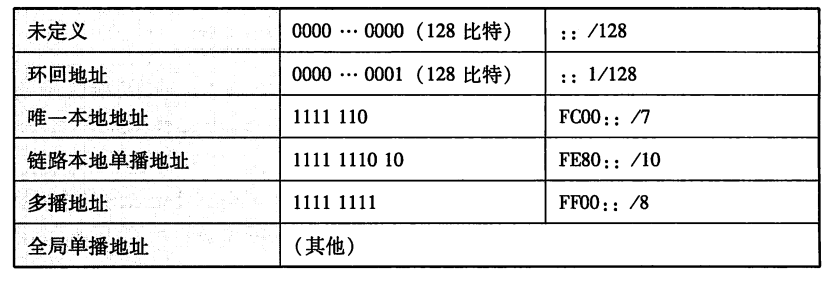 未定义 0000 … 0000（128 比特） :: /128
环回地址 0000 … 0001（128 比特） :: 1/128
唯一本地地址 1111 110 FC00:: /7
链路本地单播地址 1111 1110 10 FE80:: /10
多播地址 1111 1111 FF00:: /8
全局单播地址 （其他）